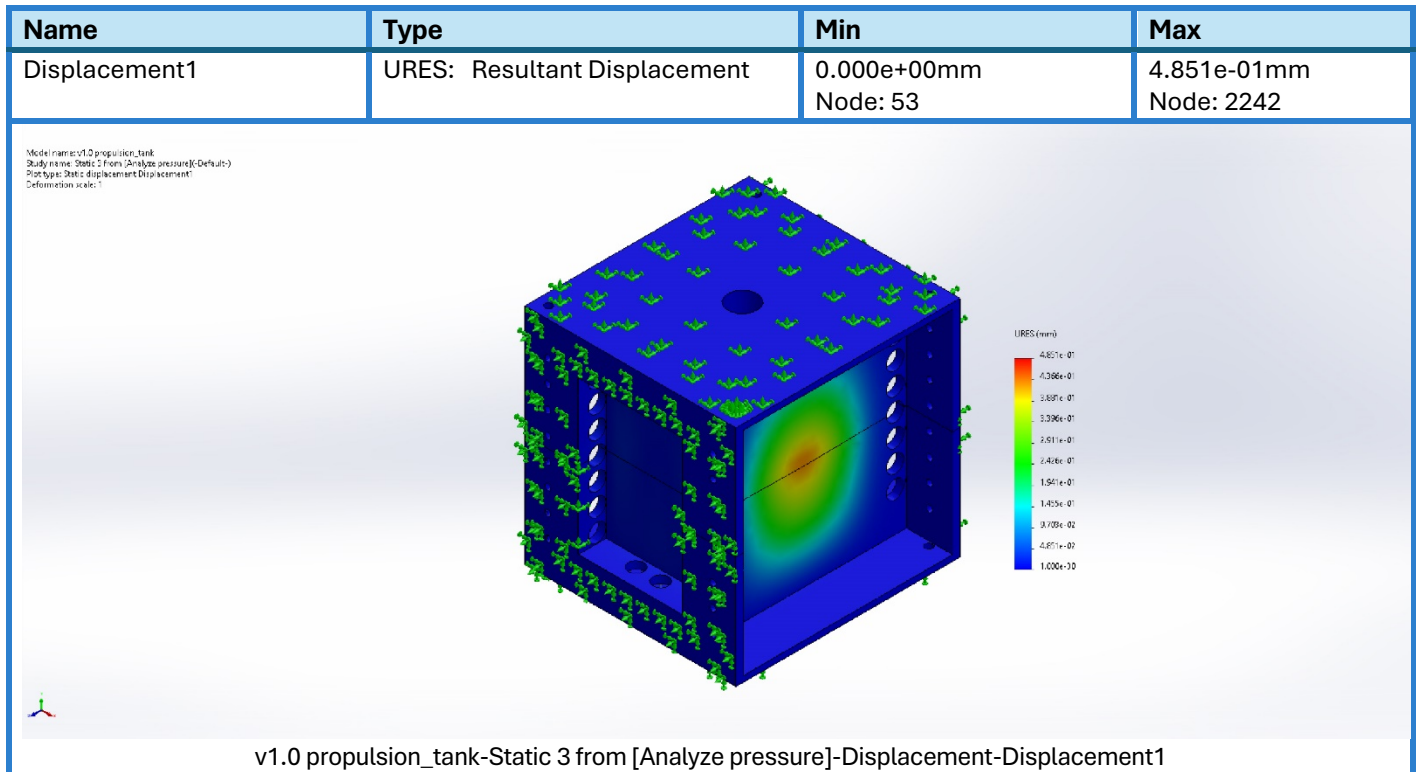 Name Type Min Max
Displacement1 URES: Resultant Displacement 0.000e+00mm 4.851e-01mm
Node: 53 Node: 2242
Model name: v1.0 propulsion_tank
Study name: Static 3 from [Analyze pressure](-Default-)
Plot type: Static displacement Displacement1
Deformation scale: 1
URES (mm)
4.851e-01
4.366e-01
3.881e-01
3.396e-01
2.911e-01
2.426e-01
1.941e-01
1.455e-01
9.703e-02
4.851e-02
1.000e-30
v1.0 propulsion_tank-Static 3 from [Analyze pressure]-Displacement-Displacement1